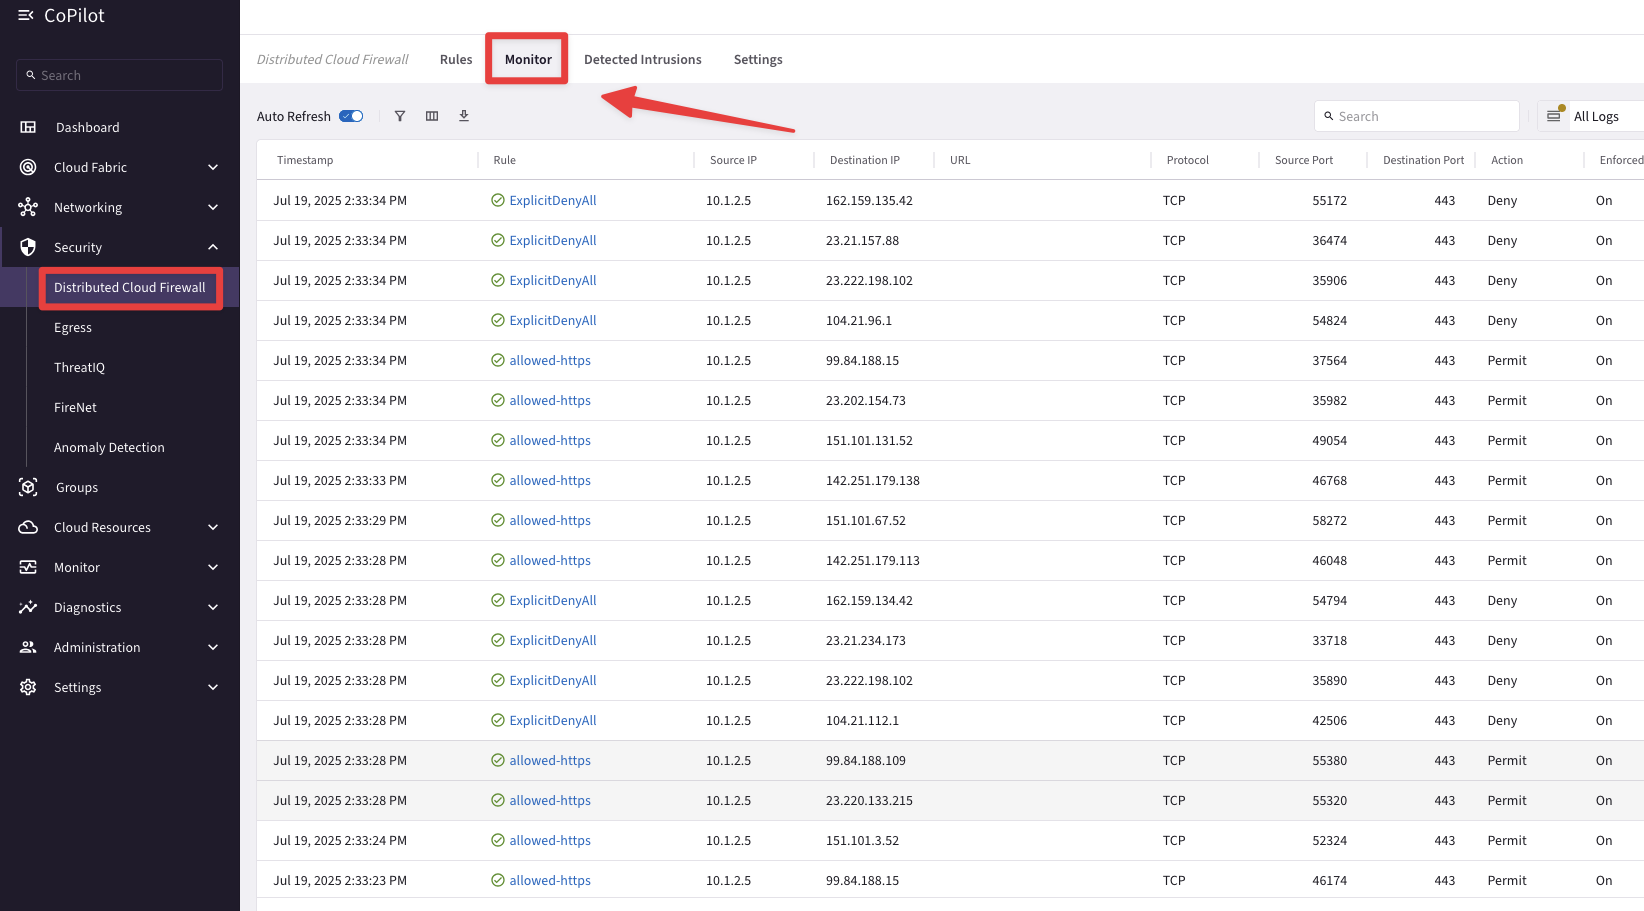 CoPilot
Search
Dashboard
Cloud Fabric
Networking
Security
Distributed Cloud Firewall
Egress
ThreatIQ
FireNet
Anomaly Detection
Groups
Cloud Resources
Monitor
Diagnostics
Administration
Settings
Distributed Cloud Firewall Rules Monitor Detected Intrusions Settings
Auto Refresh Search All Logs
Timestamp Rule Source IP Destination IP URL Protocol Source Port Destination Port Action Enforced
Jul 19, 2025 2:33:34 PM ExplicitDenyAll 10.1.2.5 162.159.135.42 TCP 55172 443 Deny On
Jul 19, 2025 2:33:34 PM ExplicitDenyAll 10.1.2.5 23.21.157.88 TCP 36474 443 Deny On
Jul 19, 2025 2:33:34 PM ExplicitDenyAll 10.1.2.5 23.222.198.102 TCP 35906 443 Deny On
Jul 19, 2025 2:33:34 PM ExplicitDenyAll 10.1.2.5 104.21.96.1 TCP 54824 443 Deny On
Jul 19, 2025 2:33:34 PM allowed-https 10.1.2.5 99.84.188.15 TCP 37564 443 Permit On
Jul 19, 2025 2:33:34 PM allowed-https 10.1.2.5 23.202.154.73 TCP 35982 443 Permit On
Jul 19, 2025 2:33:34 PM allowed-https 10.1.2.5 151.101.131.52 TCP 49054 443 Permit On
Jul 19, 2025 2:33:33 PM allowed-https 10.1.2.5 142.251.179.138 TCP 46768 443 Permit On
Jul 19, 2025 2:33:29 PM allowed-https 10.1.2.5 151.101.67.52 TCP 58272 443 Permit On
Jul 19, 2025 2:33:28 PM allowed-https 10.1.2.5 142.251.179.113 TCP 46048 443 Permit On
Jul 19, 2025 2:33:28 PM ExplicitDenyAll 10.1.2.5 162.159.134.42 TCP 54794 443 Deny On
Jul 19, 2025 2:33:28 PM ExplicitDenyAll 10.1.2.5 23.21.234.173 TCP 33718 443 Deny On
Jul 19, 2025 2:33:28 PM ExplicitDenyAll 10.1.2.5 23.222.198.102 TCP 35890 443 Deny On
Jul 19, 2025 2:33:28 PM ExplicitDenyAll 10.1.2.5 104.21.112.1 TCP 42506 443 Deny On
Jul 19, 2025 2:33:28 PM allowed-https 10.1.2.5 99.84.188.109 TCP 55380 443 Permit On
Jul 19, 2025 2:33:28 PM allowed-https 10.1.2.5 23.220.133.215 TCP 55320 443 Permit On
Jul 19, 2025 2:33:24 PM allowed-https 10.1.2.5 151.101.3.52 TCP 52324 443 Permit On
Jul 19, 2025 2:33:23 PM allowed-https 10.1.2.5 99.84.188.15 TCP 46174 443 Permit On